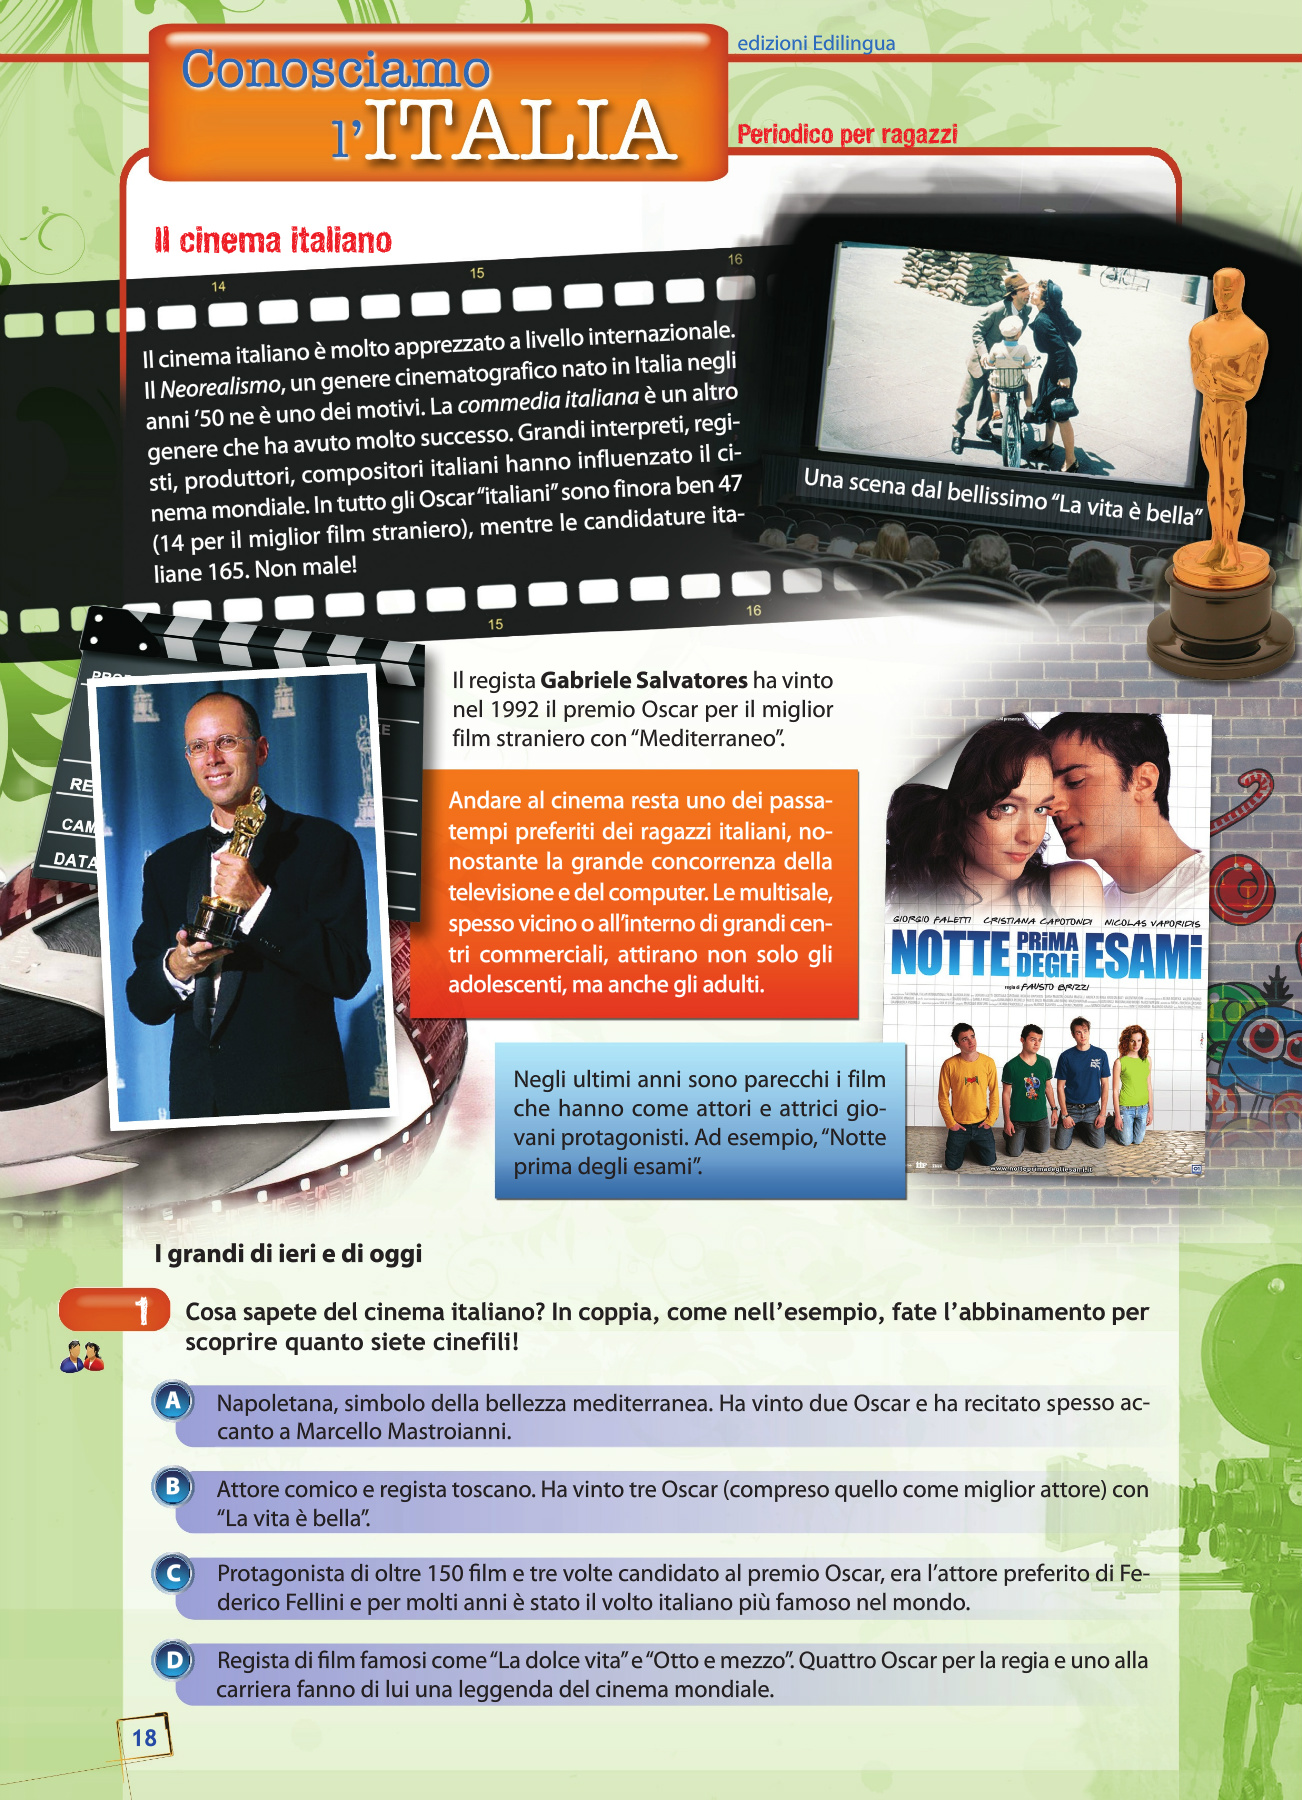 Conosciamo
l'ITALIA
edizioni Edilingua
Periodico per ragazzi
Il cinema italiano
14
15
16
Il cinema italiano è molto apprezzato a livello internazionale.
Il Neorealismo, un genere cinematografico nato in Italia negli
anni '50 ne è uno dei motivi. La commedia italiana è un altro
genere che ha avuto molto successo. Grandi interpreti, regi-
sti, produttori, compositori italiani hanno influenzato il ci-
nema mondiale. In tutto gli Oscar "italiani" sono finora ben 47
(14 per il miglior film straniero), mentre le candidature ita-
liane 165. Non male!
15
16
Una scena dal bellissimo "La vita è bella"
Il regista Gabriele Salvatores ha vinto
nel 1992 il premio Oscar per il miglior
film straniero con "Mediterraneo".
RE
CAM
DATA
Andare al cinema resta uno dei passa-
tempi preferiti dei ragazzi italiani, no-
nostante la grande concorrenza della
televisione e del computer. Le multisale,
spesso vicino o all'interno di grandi cen-
tri commerciali, attirano non solo gli
adolescenti, ma anche gli adulti.
GIORGIO FALETTI CRISTIANA CAPOTONDI NICOLAS VAPORIDIS
NOTTE PRIMA DEGLI ESAMI
regia di FAUSTO BRIZZI
www.notteprimadegliesami.it
Negli ultimi anni sono parecchi i film
che hanno come attori e attrici gio-
vani protagonisti. Ad esempio, "Notte
prima degli esami".
I grandi di ieri e di oggi
1
Cosa sapete del cinema italiano? In coppia, come nell'esempio, fate l'abbinamento per
scoprire quanto siete cinefili!
A
Napoletana, simbolo della bellezza mediterranea. Ha vinto due Oscar e ha recitato spesso ac-
canto a Marcello Mastroianni.
B
Attore comico e regista toscano. Ha vinto tre Oscar (compreso quello come miglior attore) con
"La vita è bella".
C
Protagonista di oltre 150 film e tre volte candidato al premio Oscar, era l'attore preferito di Fe-
derico Fellini e per molti anni è stato il volto italiano più famoso nel mondo.
D
Regista di film famosi come "La dolce vita" e "Otto e mezzo". Quattro Oscar per la regia e uno alla
carriera fanno di lui una leggenda del cinema mondiale.
18